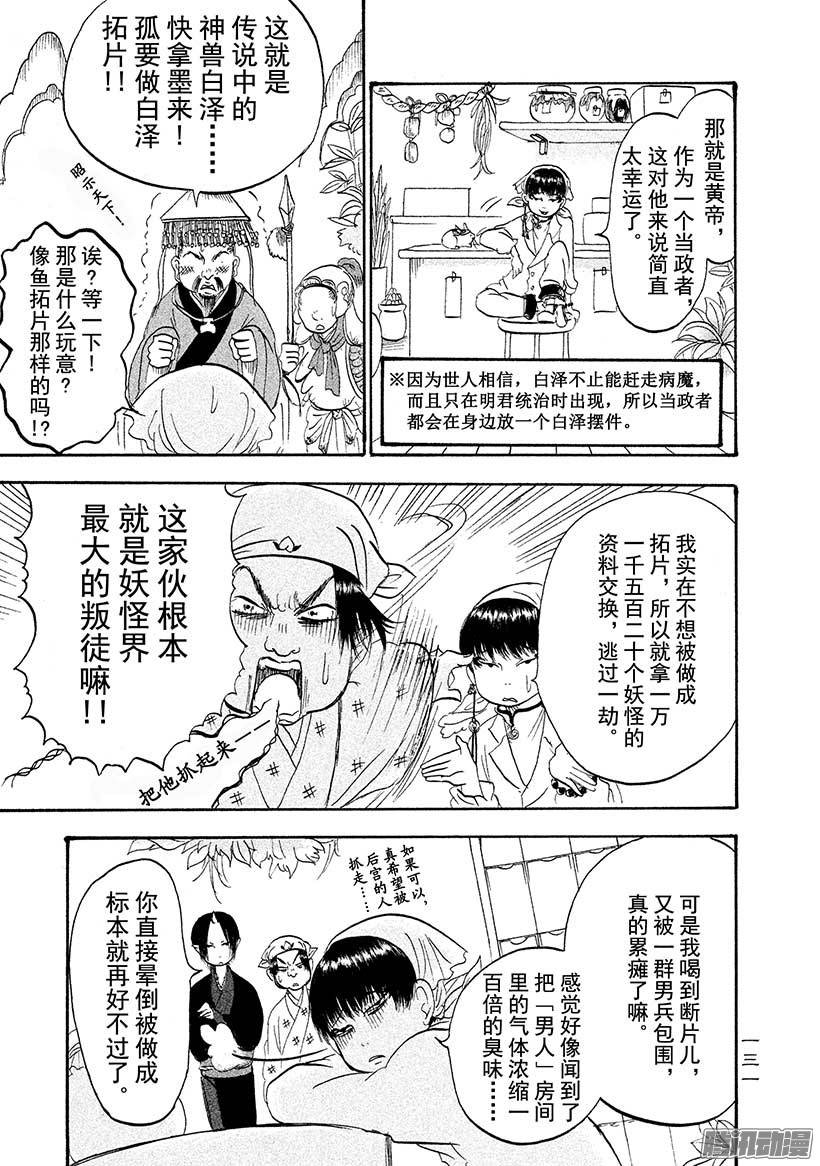 那就是黄帝，
作为一个当政者，
这对他来说简直
太幸运了。
※因为世人相信，白泽不止能赶走病魔，
而且只在明君统治时出现，所以当政者
都会在身边放一个白泽摆件。
这就是
传说中的
神兽白泽……
快拿墨来！
孤要做白泽
拓片!!
昭示天下…
诶？等一下！
那是什么玩意？
像鱼拓片那样的吗!?
我实在不想被做成
拓片，所以就拿一万
一千五百二十个妖怪的
资料交换，逃过一劫。
这家伙根本
就是妖怪界
最大的叛徒嘛!!
把他抓起来——
可是我喝到断片儿，
又被一群男兵包围，
真的累瘫了嘛。
感觉好像闻到了
把「男人」房间
里的气体浓缩一
百倍的臭味……
如果可以，
真希望被
后宫的人
抓走……
你直接晕倒被做成
标本就再好不过了。
一三一
腾讯动漫